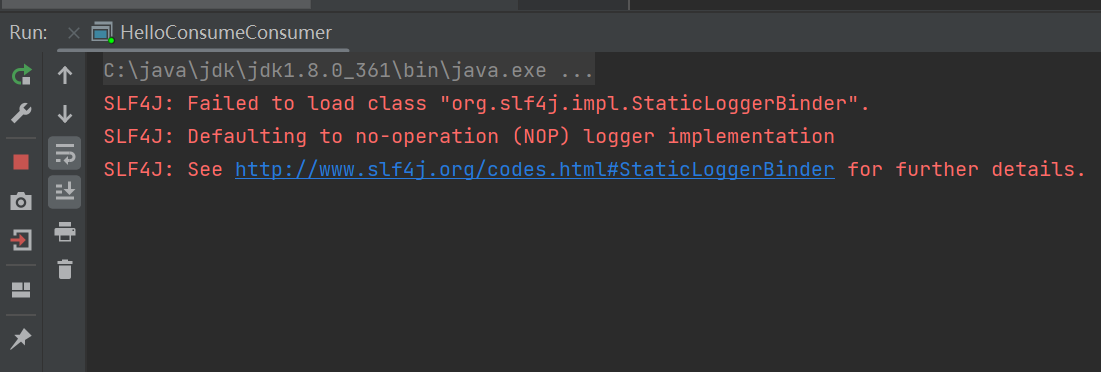 Run: HelloConsumeConsumer
C:\java\jdk\jdk1.8.0_361\bin\java.exe ...
SLF4J: Failed to load class "org.slf4j.impl.StaticLoggerBinder".
SLF4J: Defaulting to no-operation (NOP) logger implementation
SLF4J: See http://www.slf4j.org/codes.html#StaticLoggerBinder for further details.